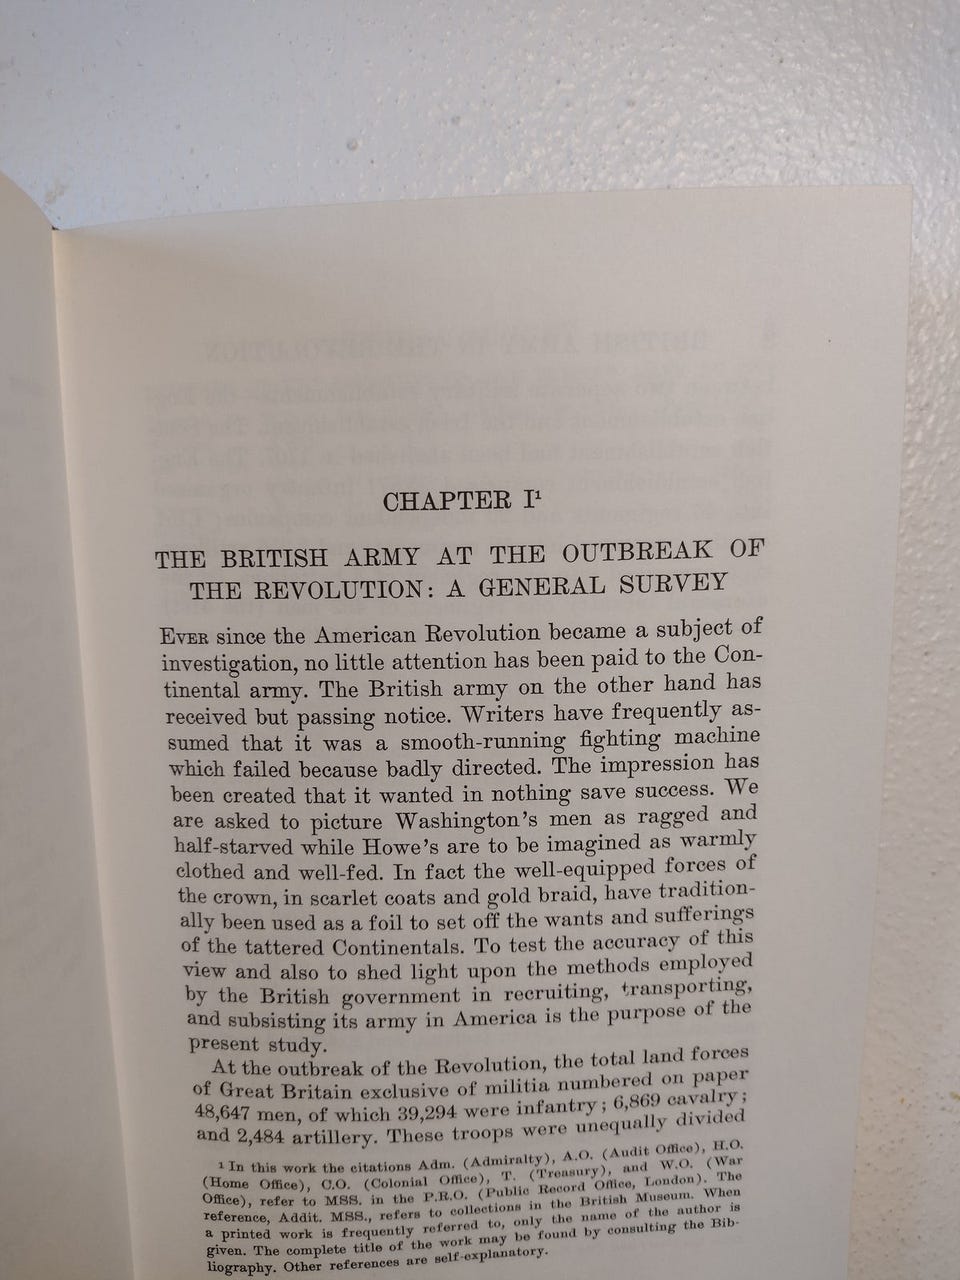 CHAPTER I¹
THE BRITISH ARMY AT THE OUTBREAK OF
THE REVOLUTION: A GENERAL SURVEY
EVER since the American Revolution became a subject of
investigation, no little attention has been paid to the Con-
tinental army. The British army on the other hand has
received but passing notice. Writers have frequently as-
sumed that it was a smooth-running fighting machine
which failed because badly directed. The impression has
been created that it wanted in nothing save success. We
are asked to picture Washington's men as ragged and
half-starved while Howe's are to be imagined as warmly
clothed and well-fed. In fact the well-equipped forces of
the crown, in scarlet coats and gold braid, have tradition-
ally been used as a foil to set off the wants and sufferings
of the tattered Continentals. To test the accuracy of this
view and also to shed light upon the methods employed
by the British government in recruiting, transporting,
and subsisting its army in America is the purpose of the
present study.
At the outbreak of the Revolution, the total land forces
of Great Britain exclusive of militia numbered on paper
48,647 men, of which 39,294 were infantry; 6,869 cavalry;
and 2,484 artillery. These troops were unequally divided
¹ In this work the citations Adm. (Admiralty), A.O. (Audit Office), H.O.
(Home Office), C.O. (Colonial Office), T. (Treasury), and W.O. (War
Office), refer to MSS. in the P.R.O. (Public Record Office, London). The
reference, Addit. MSS., refers to collections in the British Museum. When
a printed work is frequently referred to, only the name of the author is
given. The complete title of the work may be found by consulting the Bib-
liography. Other references are self-explanatory.